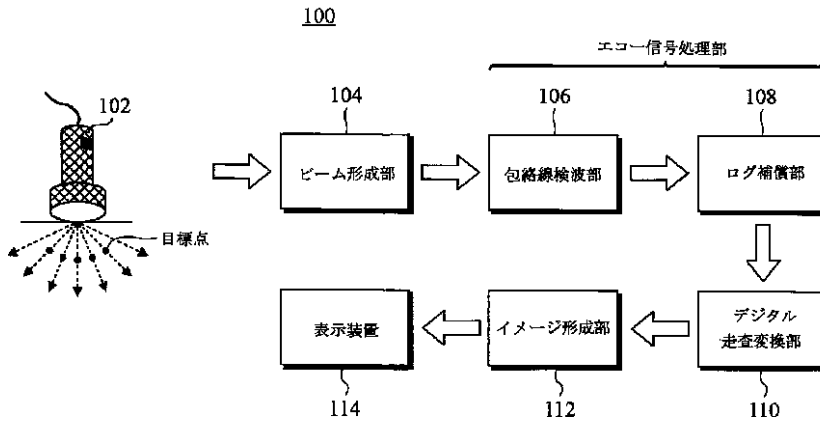 100
エコー信号処理部
102
104
106
108
ビーム形成部
包絡線検波部
ログ補償部
目標点
表示装置
イメージ形成部
デジタル
走査変換部
114
112
110